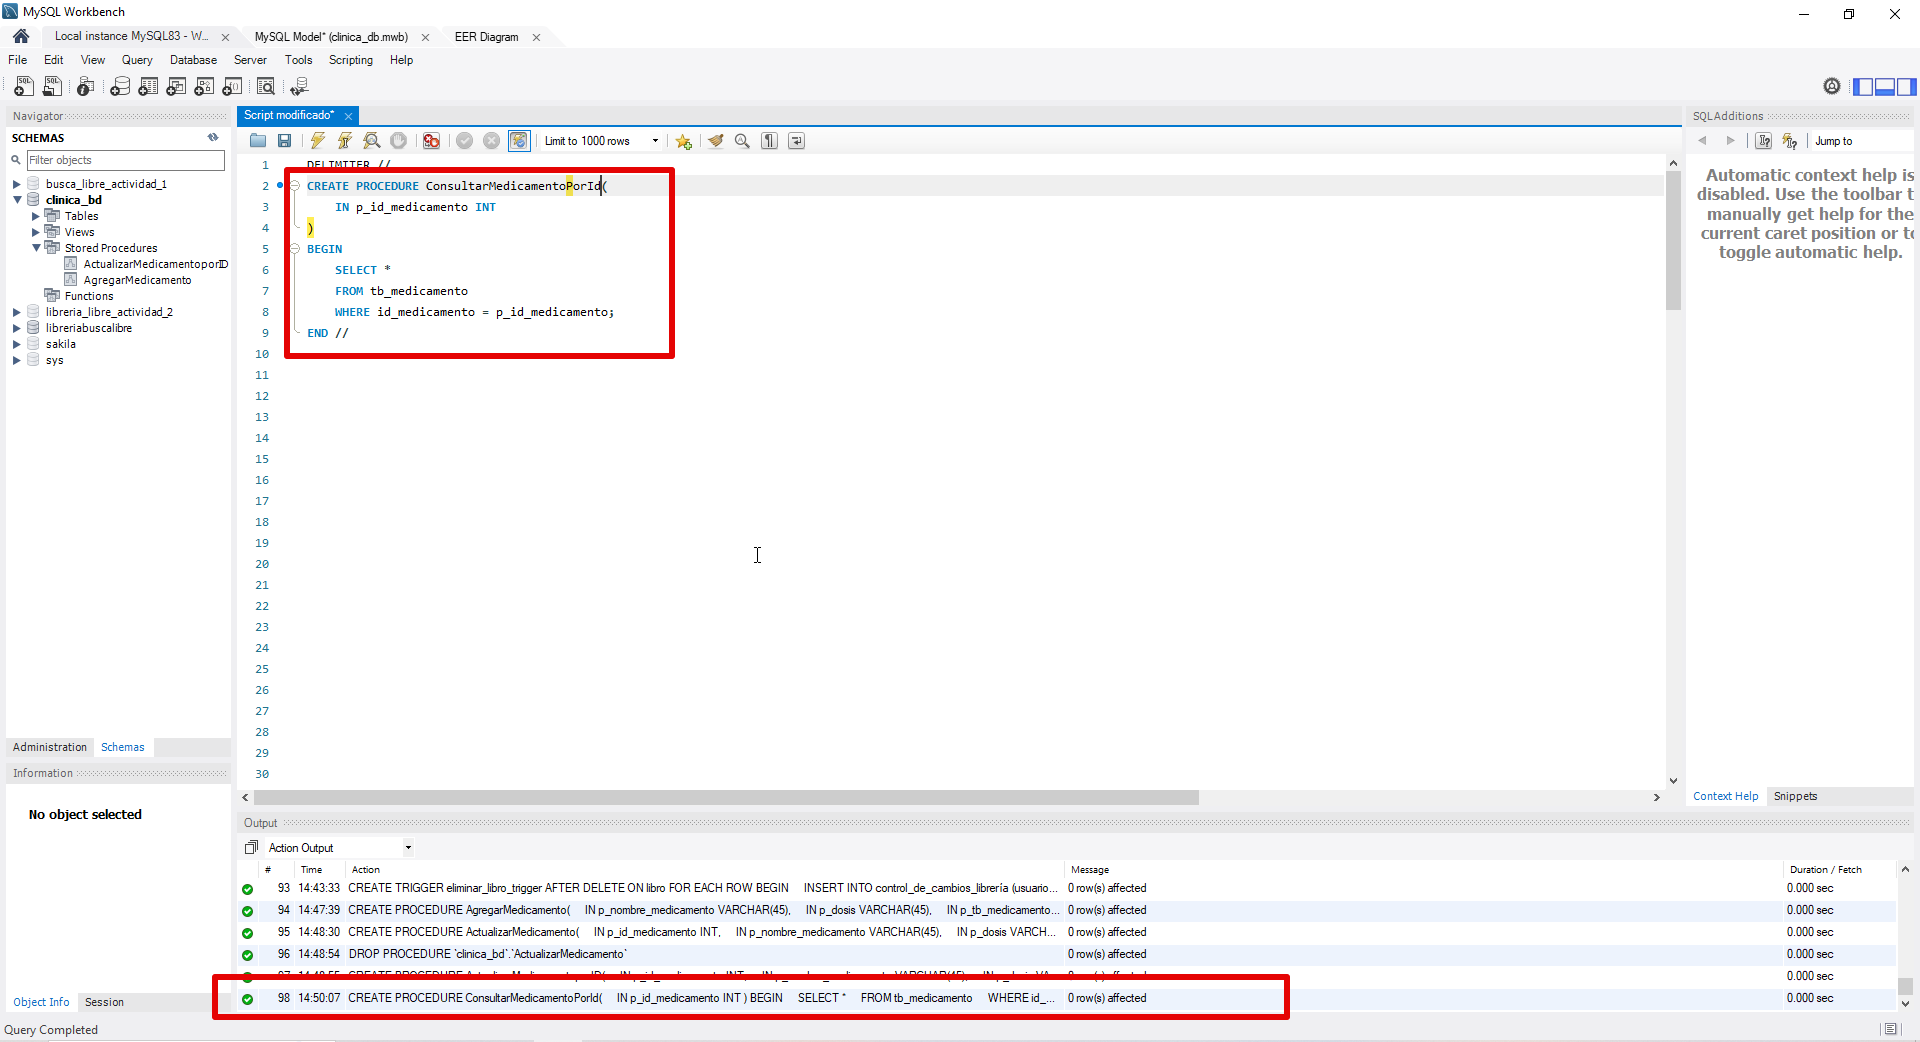 MySQL Workbench
Local instance MySQL83 - W...
MySQL Model* (clinica_db.mwb)
EER Diagram
File Edit View Query Database Server Tools Scripting Help
Navigator
SCHEMAS
Filter objects
busca_libre_actividad_1
clinica_bd
Tables
Views
Stored Procedures
ActualizarMedicamentoporID
AgregarMedicamento
Functions
libreria_libre_actividad_2
libreriabuscalibre
sakila
sys
Administration Schemas
Information
No object selected
Object Info Session
Query Completed
Script modificado*
Limit to 1000 rows
1 DELIMITER //
2 CREATE PROCEDURE ConsultarMedicamentoPorId(
3 IN p_id_medicamento INT
4 )
5 BEGIN
6 SELECT *
7 FROM tb_medicamento
8 WHERE id_medicamento = p_id_medicamento;
9 END //
10
11
12
13
14
15
16
17
18
19
20
21
22
23
24
25
26
27
28
29
30
SQLAdditions
Jump to
Automatic context help is
disabled. Use the toolbar t
manually get help for the
current caret position or to
toggle automatic help.
Context Help Snippets
Output
Action Output
# Time Action Message Duration / Fetch
93 14:43:33 CREATE TRIGGER eliminar_libro_trigger AFTER DELETE ON libro FOR EACH ROW BEGIN INSERT INTO control_de_cambios_librería (usuario... 0 row(s) affected 0.000 sec
94 14:47:39 CREATE PROCEDURE AgregarMedicamento( IN p_nombre_medicamento VARCHAR(45), IN p_dosis VARCHAR(45), IN p_tb_medicamento... 0 row(s) affected 0.000 sec
95 14:48:30 CREATE PROCEDURE ActualizarMedicamento( IN p_id_medicamento INT, IN p_nombre_medicamento VARCHAR(45), IN p_dosis VARCH... 0 row(s) affected 0.000 sec
96 14:48:54 DROP PROCEDURE `clinica_bd`.`ActualizarMedicamento` 0 row(s) affected 0.000 sec
0.000 sec
98 14:50:07 CREATE PROCEDURE ConsultarMedicamentoPorId( IN p_id_medicamento INT ) BEGIN SELECT * FROM tb_medicamento WHERE id_... 0 row(s) affected 0.000 sec